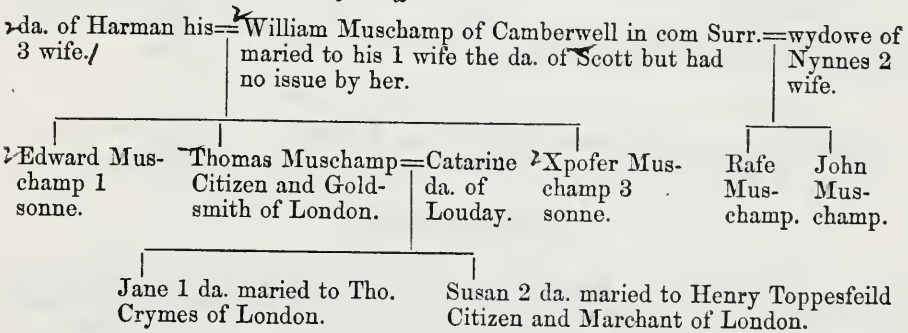 da. of Harman his
3 wife./
William Muschamp of Camberwell in com Surr.
maried to his 1 wife the da. of Scott but had
no issue by her.
wydowe of
Nynnes 2
wife.
Edward Mus-
champ 1
sonne.
Thomas Muschamp
Citizen and Gold-
smith of London.
Catarine
da. of
Louday.
Xpofer Mus-
champ 3
sonne.
Rafe
Mus-
champ.
John
Mus-
champ.
Jane 1 da. maried to Tho.
Crymes of London.
Susan 2 da. maried to Henry Toppesfeild
Citizen and Marchant of London.